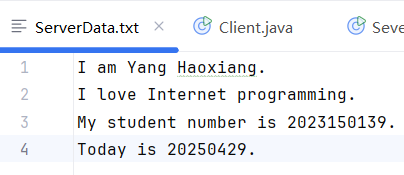 ServerData.txt Client.java Seve
1 I am Yang Haoxiang.
2 I love Internet programming.
3 My student number is 2023150139.
4 Today is 20250429.